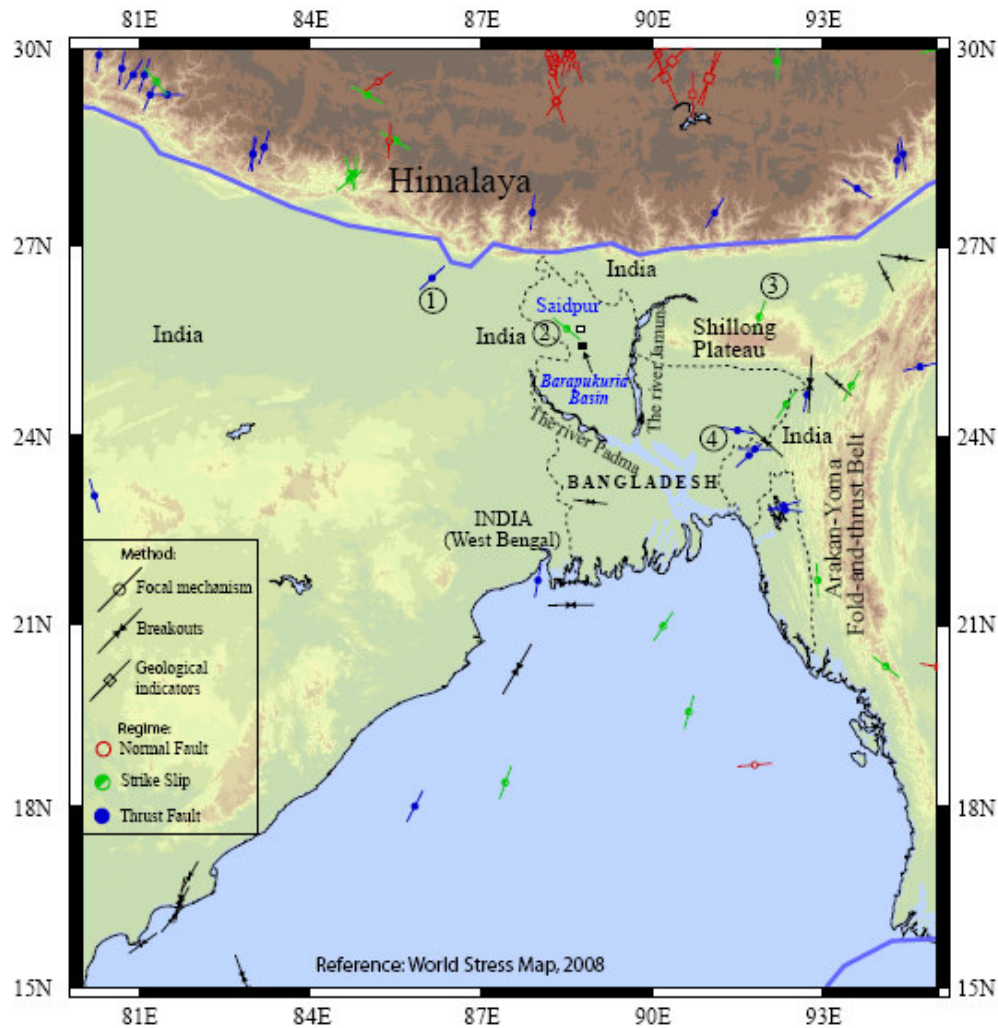 81E 84E 87E 90E 93E
30N 30N
Himalaya
27N 27N
India
1
3
Saidpur
India
India
2
Shillong
Plateau
The river Jamuna
Barapukuria
Basin
The river Padma
24N 24N
4
India
BANGLADESH
INDIA
(West Bengal)
Arakan-Yoma
Fold-and-thrust Belt
Method:
Focal mechanism
Breakouts
Geological
indicators
Regime:
Normal Fault
Strike Slip
Thrust Fault
21N 21N
18N 18N
Reference: World Stress Map, 2008
15N 15N
81E 84E 87E 90E 93E